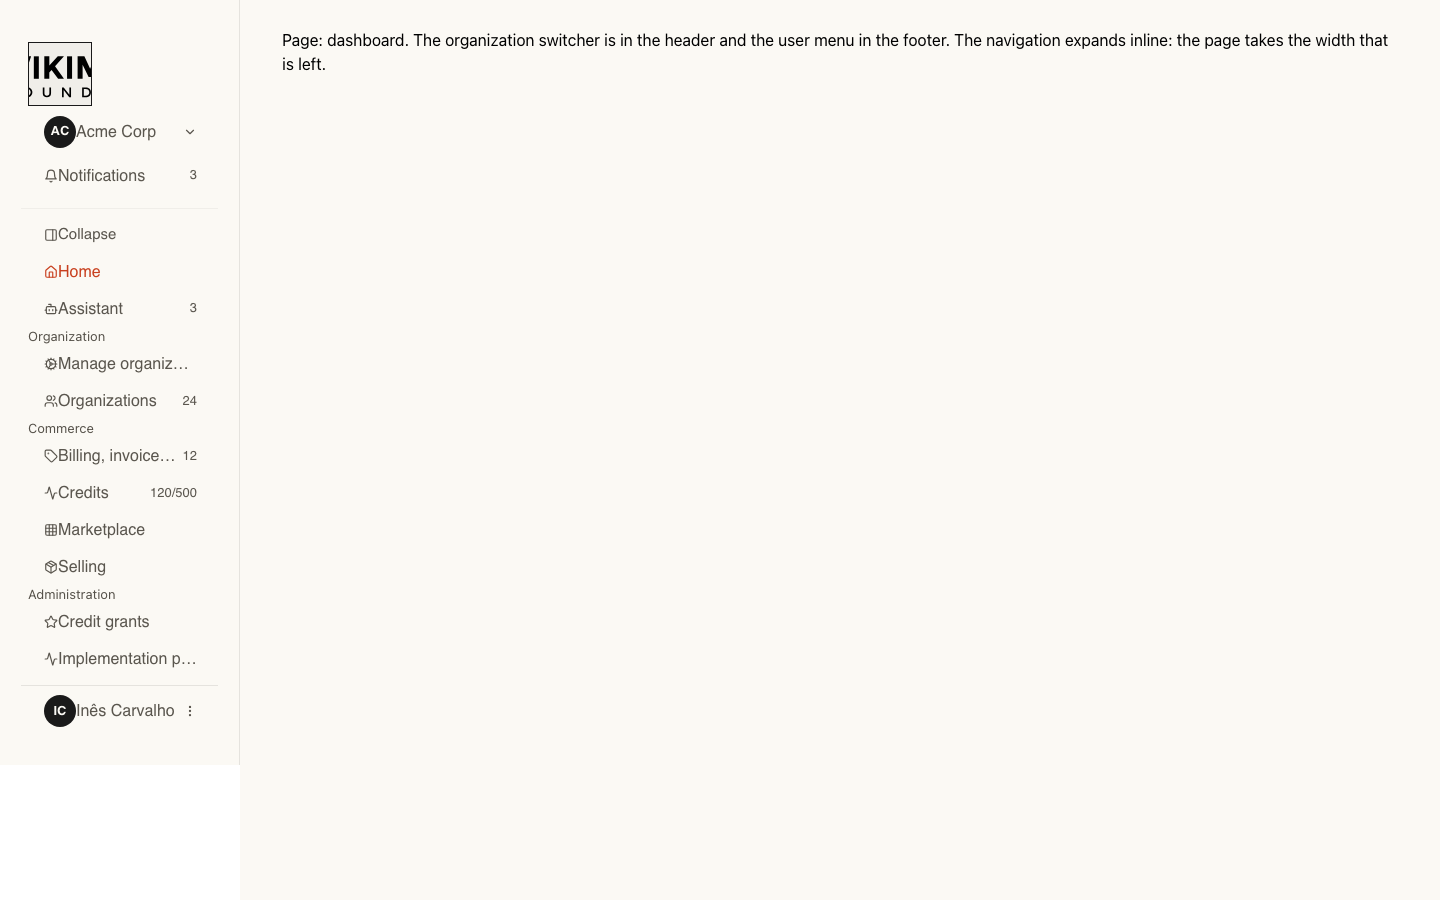 VIKIN
OUND
AC Acme Corp
Notifications 3
Collapse
Home
Assistant 3
Organization
Manage organiz…
Organizations 24
Commerce
Billing, invoice… 12
Credits 120/500
Marketplace
Selling
Administration
Credit grants
Implementation p…
IC Inês Carvalho
Page: dashboard. The organization switcher is in the header and the user menu in the footer. The navigation expands inline: the page takes the width that
is left.